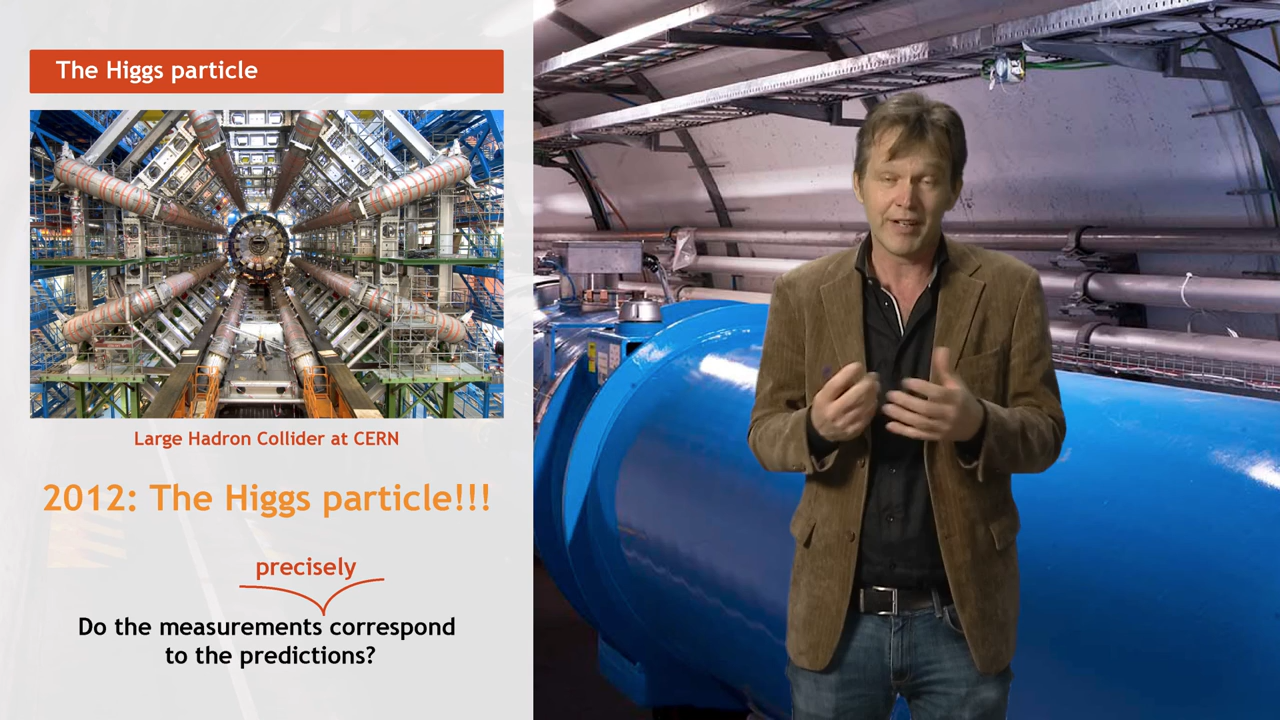 The Higgs particle
Large Hadron Collider at CERN
2012: The Higgs particle!!!
precisely
Do the measurements correspond
to the predictions?